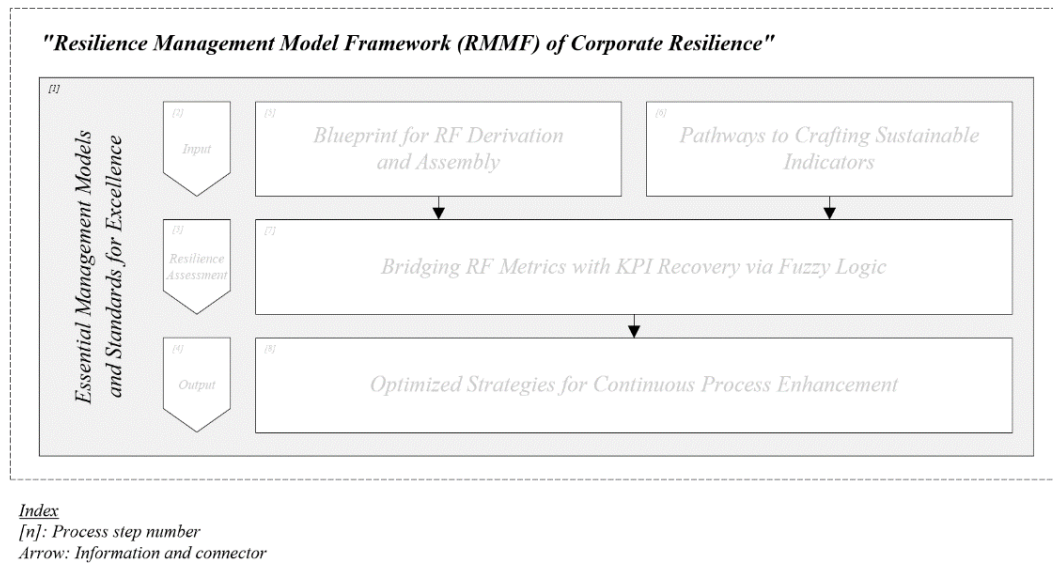 "Resilience Management Model Framework (RMMF) of Corporate Resilience"
[1]
Essential Management Models
and Standards for Excellence
[2]
Input
[5]
Blueprint for RF Derivation
and Assembly
[6]
Pathways to Crafting Sustainable
Indicators
[3]
Resilience
Assessment
[7]
Bridging RF Metrics with KPI Recovery via Fuzzy Logic
[4]
Output
[8]
Optimized Strategies for Continuous Process Enhancement
Index
[n]: Process step number
Arrow: Information and connector